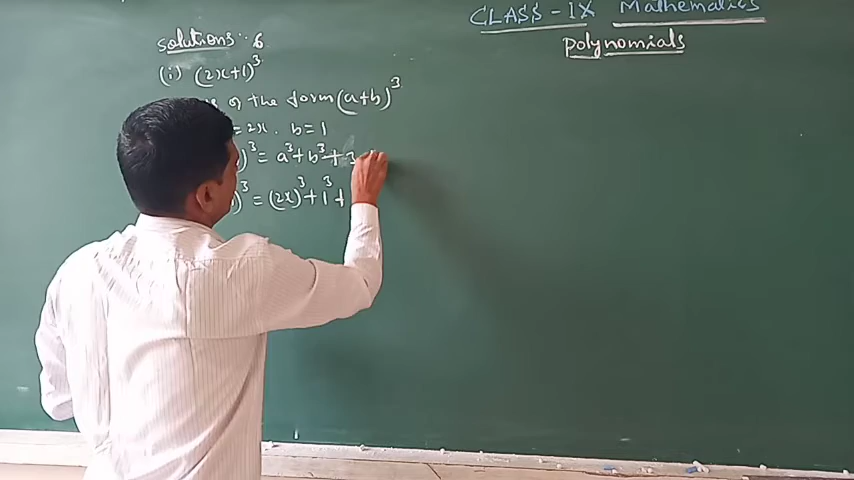 CLASS - IX Mathematics
polynomials
solutions :- 6
(i) (2x+1)³
of the form (a+b)³
= 2x . b = 1
)³ = a³ + b³ + 3
)³ = (2x)³ + 1³ +